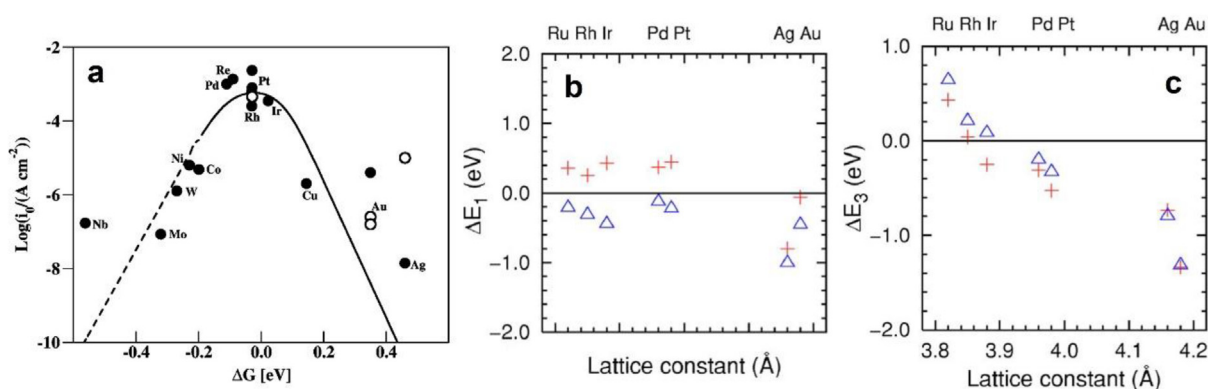 a
Log(i₀/(A cm⁻²)
-2
-4
-6
-8
-10
Re
Pd
Pt
Rh
Ir
Ni
Co
W
Cu
Nb
Mo
Au
Ag
-0.4 -0.2 0.0 0.2 0.4
ΔG [eV]
Ru Rh Ir Pd Pt Ag Au
b
ΔE₁ (eV)
2.0
1.0
0.0
−1.0
−2.0
Lattice constant (Å)
Ru Rh Ir Pd Pt Ag Au
c
ΔE₃ (eV)
1.0
0.0
−1.0
−2.0
3.8 3.9 4.0 4.1 4.2
Lattice constant (Å)